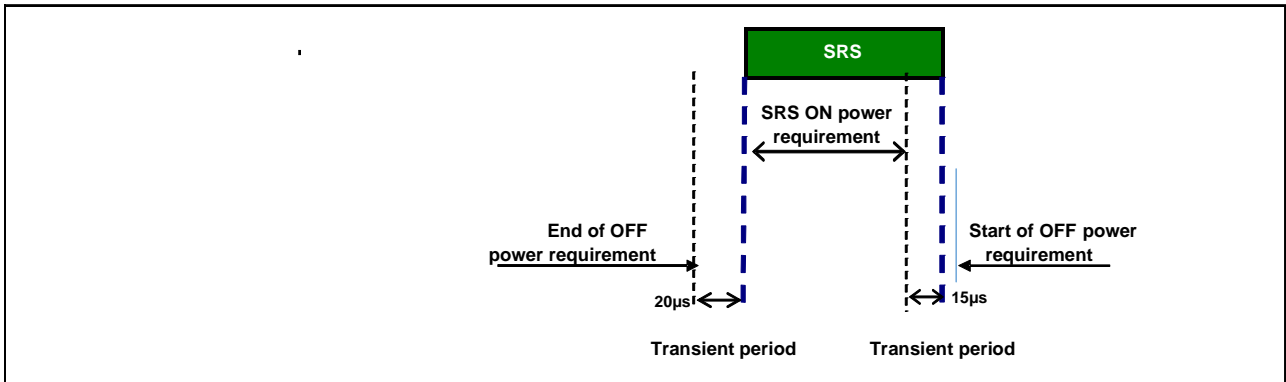 SRS
SRS ON power
requirement
End of OFF
power requirement
Start of OFF power
requirement
20µs
15µs
Transient period
Transient period